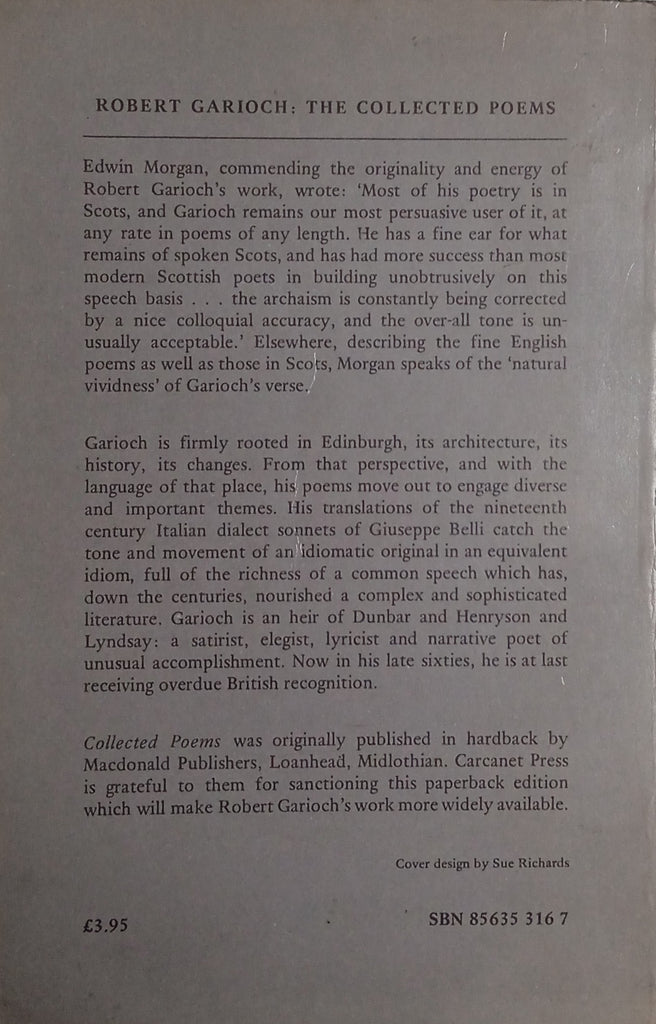 ROBERT GARIOCH: THE COLLECTED POEMS
Edwin Morgan, commending the originality and energy of
Robert Garioch's work, wrote: 'Most of his poetry is in
Scots, and Garioch remains our most persuasive user of it, at
any rate in poems of any length. He has a fine ear for what
remains of spoken Scots, and has had more success than most
modern Scottish poets in building unobtrusively on this
speech basis . . . the archaism is constantly being corrected
by a nice colloquial accuracy, and the over-all tone is un-
usually acceptable.' Elsewhere, describing the fine English
poems as well as those in Scots, Morgan speaks of the 'natural
vividness' of Garioch's verse.
Garioch is firmly rooted in Edinburgh, its architecture, its
history, its changes. From that perspective, and with the
language of that place, his poems move out to engage diverse
and important themes. His translations of the nineteenth
century Italian dialect sonnets of Giuseppe Belli catch the
tone and movement of an idiomatic original in an equivalent
idiom, full of the richness of a common speech which has,
down the centuries, nourished a complex and sophisticated
literature. Garioch is an heir of Dunbar and Henryson and
Lyndsay: a satirist, elegist, lyricist and narrative poet of
unusual accomplishment. Now in his late sixties, he is at last
receiving overdue British recognition.
Collected Poems was originally published in hardback by
Macdonald Publishers, Loanhead, Midlothian. Carcanet Press
is grateful to them for sanctioning this paperback edition
which will make Robert Garioch's work more widely available.
Cover design by Sue Richards
£3.95
SBN 85635 316 7